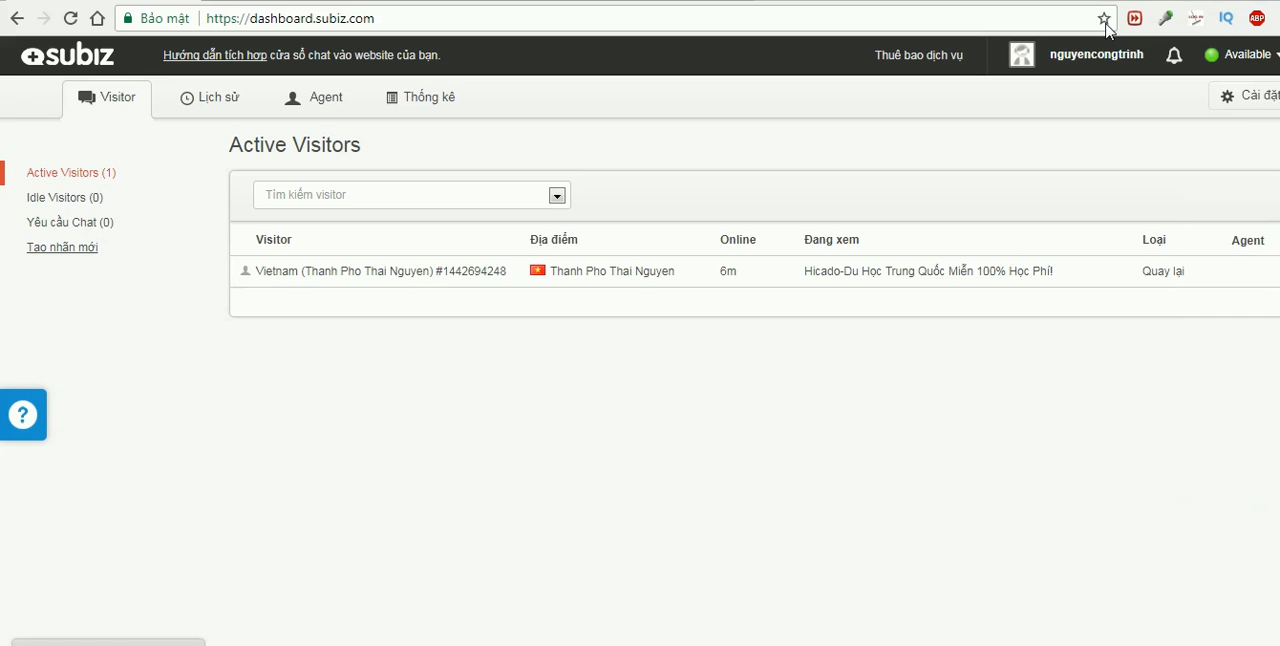 Bảo mật https://dashboard.subiz.com IQ ABP
subiz Hướng dẫn tích hợp cửa sổ chat vào website của bạn. Thuê bao dịch vụ nguyencongtrinh Available
Visitor Lịch sử Agent Thống kê Cài đặt
Active Visitors
Active Visitors (1)
Idle Visitors (0)
Yêu cầu Chat (0)
Tạo nhãn mới
Tìm kiếm visitor
Visitor Địa điểm Online Đang xem Loại Agent
Vietnam (Thanh Pho Thai Nguyen) #1442694248 Thanh Pho Thai Nguyen 6m Hicado-Du Học Trung Quốc Miễn 100% Học Phí! Quay lại
?